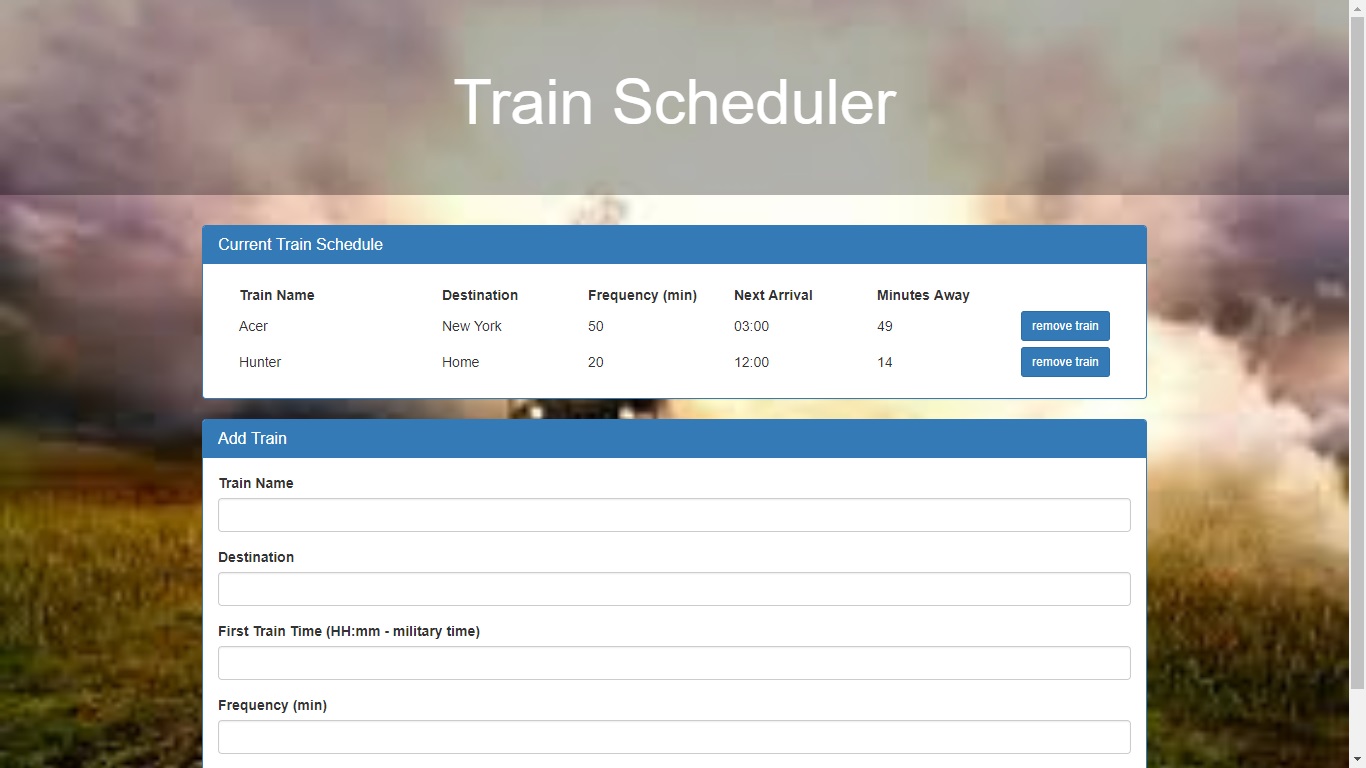 Train Scheduler
Current Train Schedule
Train Name Destination Frequency (min) Next Arrival Minutes Away
Acer New York 50 03:00 49 remove train
Hunter Home 20 12:00 14 remove train
Add Train
Train Name
Destination
First Train Time (HH:mm - military time)
Frequency (min)